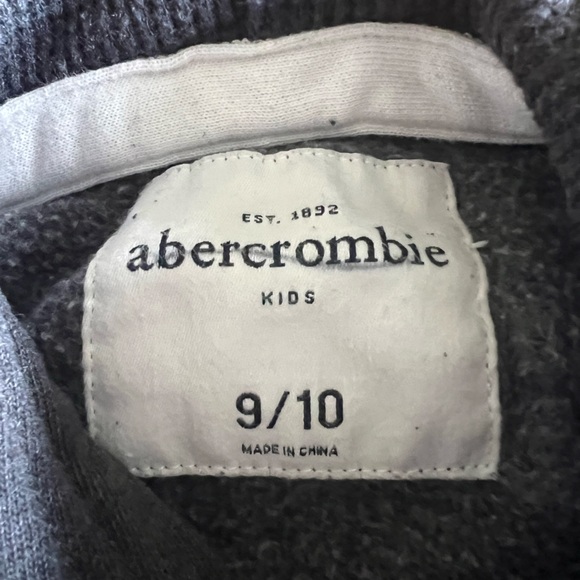 EST. 1892
abercrombie
KIDS
9/10
MADE IN CHINA